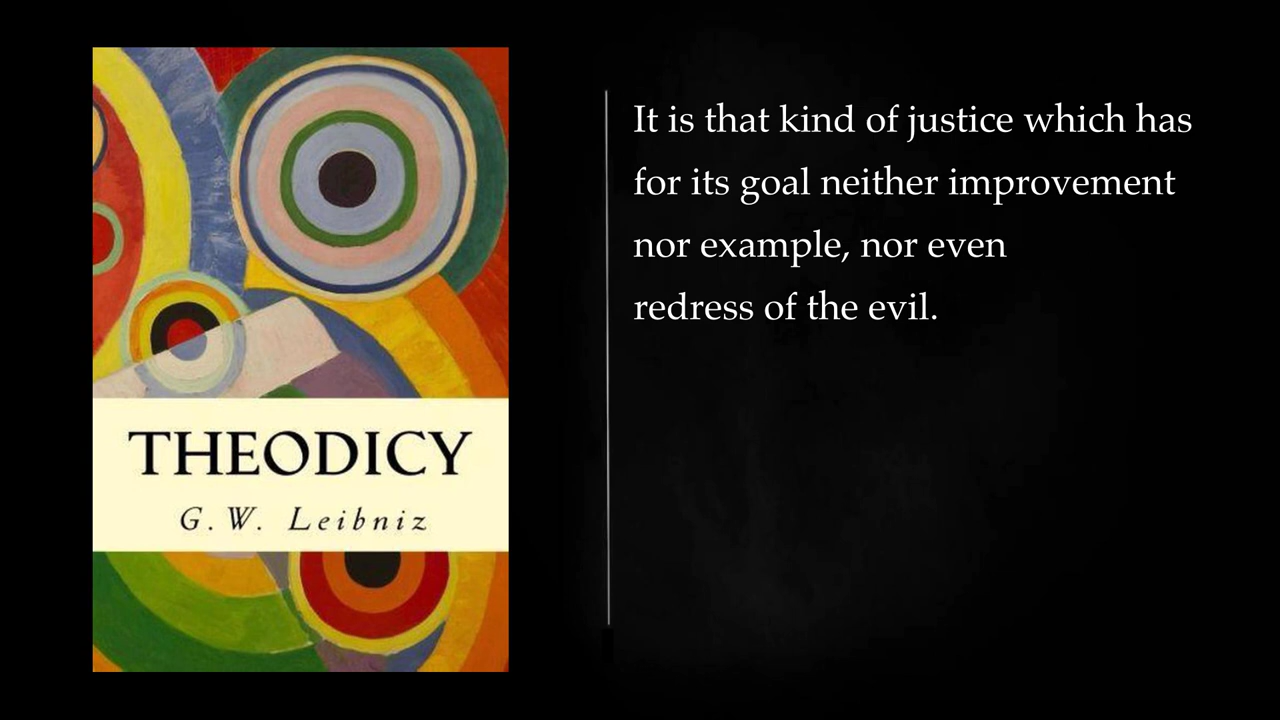 THEODICY
G. W. Leibniz
It is that kind of justice which has
for its goal neither improvement
nor example, nor even
redress of the evil.